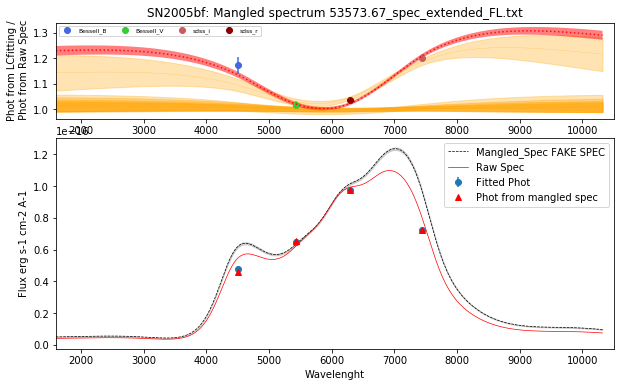 SN2005bf: Mangled spectrum 53573.67_spec_extended_FL.txt
Phot from LCfitting /
Phot from Raw Spec
1.3
1.2
1.1
1.0
Bessell_B
Bessell_V
sdss_i
sdss_r
2000 3000 4000 5000 6000 7000 8000 9000 10000
1e-16
Flux erg s-1 cm-2 A-1
1.2
1.0
0.8
0.6
0.4
0.2
0.0
Mangled_Spec FAKE SPEC
Raw Spec
Fitted Phot
Phot from mangled spec
2000 3000 4000 5000 6000 7000 8000 9000 10000
Wavelenght